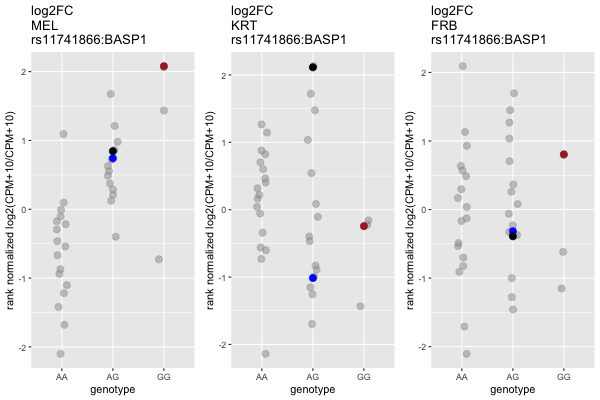 log2FC
MEL
rs11741866:BASP1
rank normalized log2(CPM+10/CPM+10)
2
1
0
-1
-2
AA
AG
GG
genotype
log2FC
KRT
rs11741866:BASP1
rank normalized log2(CPM+10/CPM+10)
2
1
0
-1
-2
AA
AG
GG
genotype
log2FC
FRB
rs11741866:BASP1
rank normalized log2(CPM+10/CPM+10)
2
1
0
-1
-2
AA
AG
GG
genotype